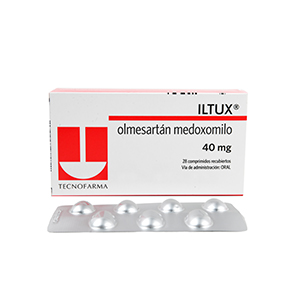 ILTUX®
olmesartán medoxomilo
40 mg
28 comprimidos recubiertos
Vía de administración: ORAL
TECNOFARMA